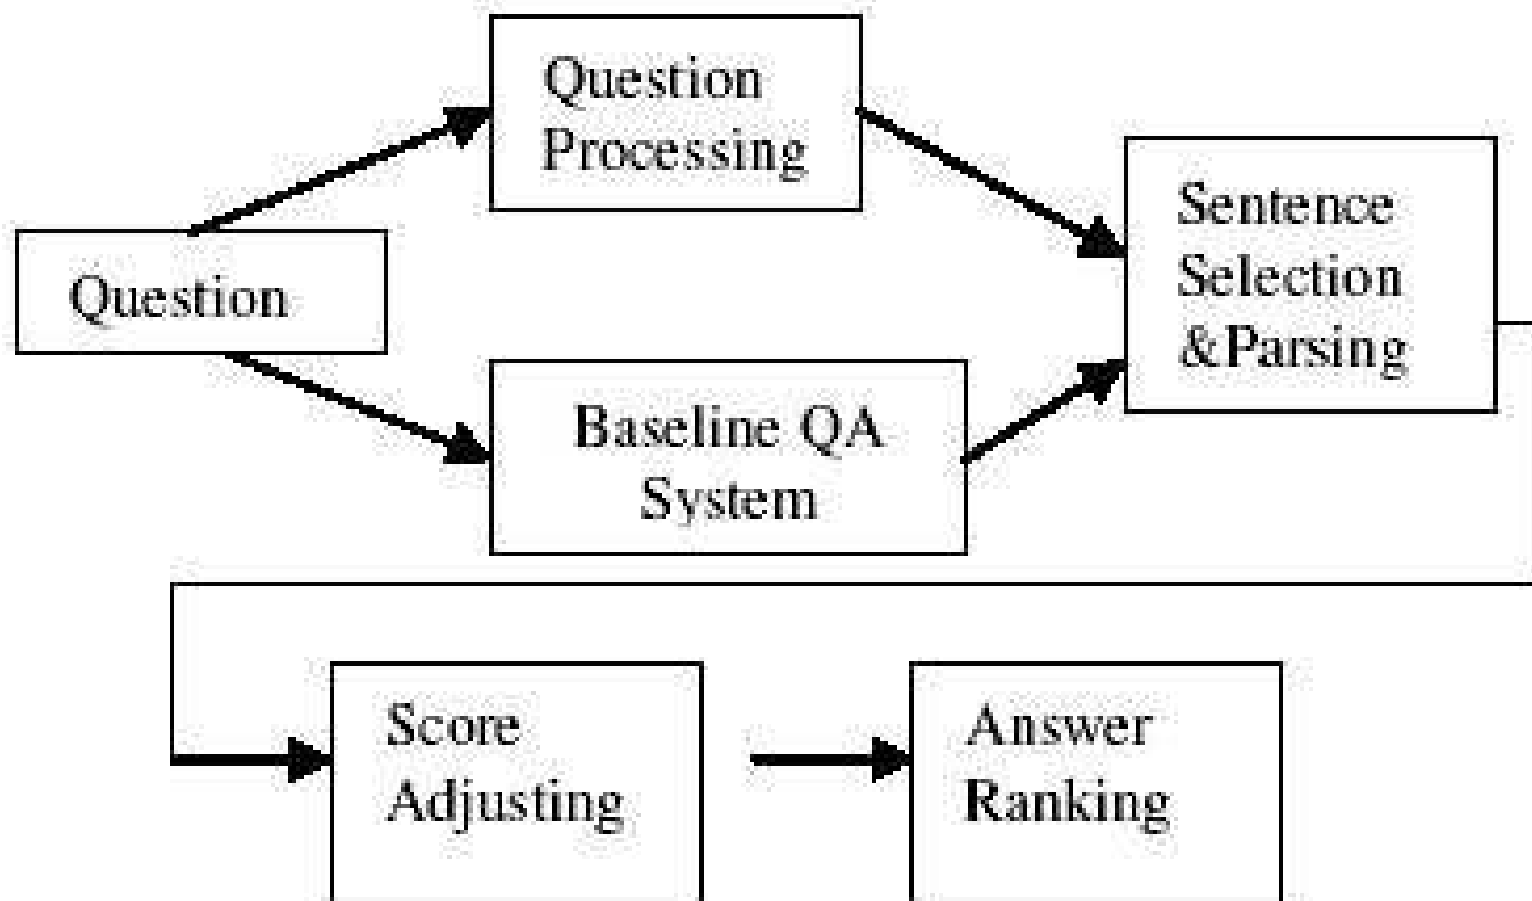 Question
Processing
Question
Baseline QA
System
Sentence
Selection
&Parsing
Score
Adjusting
Answer
Ranking